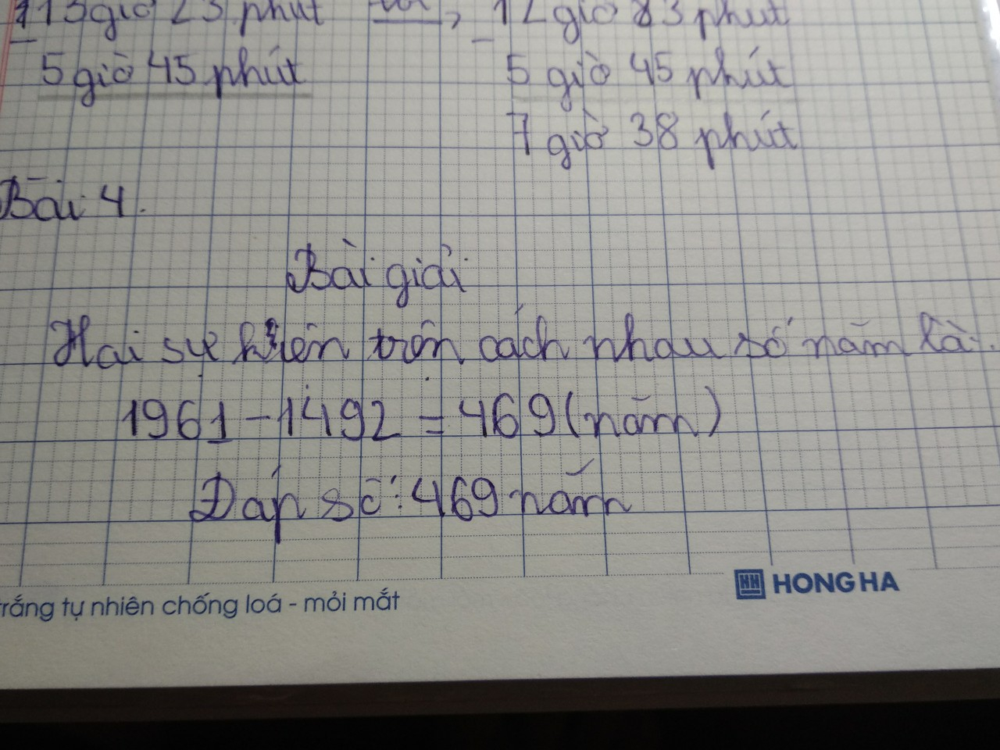 13 giờ 23 phút 12 giờ 83 phút
- -
5 giờ 45 phút 5 giờ 45 phút
7 giờ 38 phút
Bài 4.
Bài giải
Hai sự kiện trên cách nhau số năm là:
1961 - 1492 = 469 (năm)
Đáp số: 469 năm
HH HONG HA
trắng tự nhiên chống loá - mỏi mắt